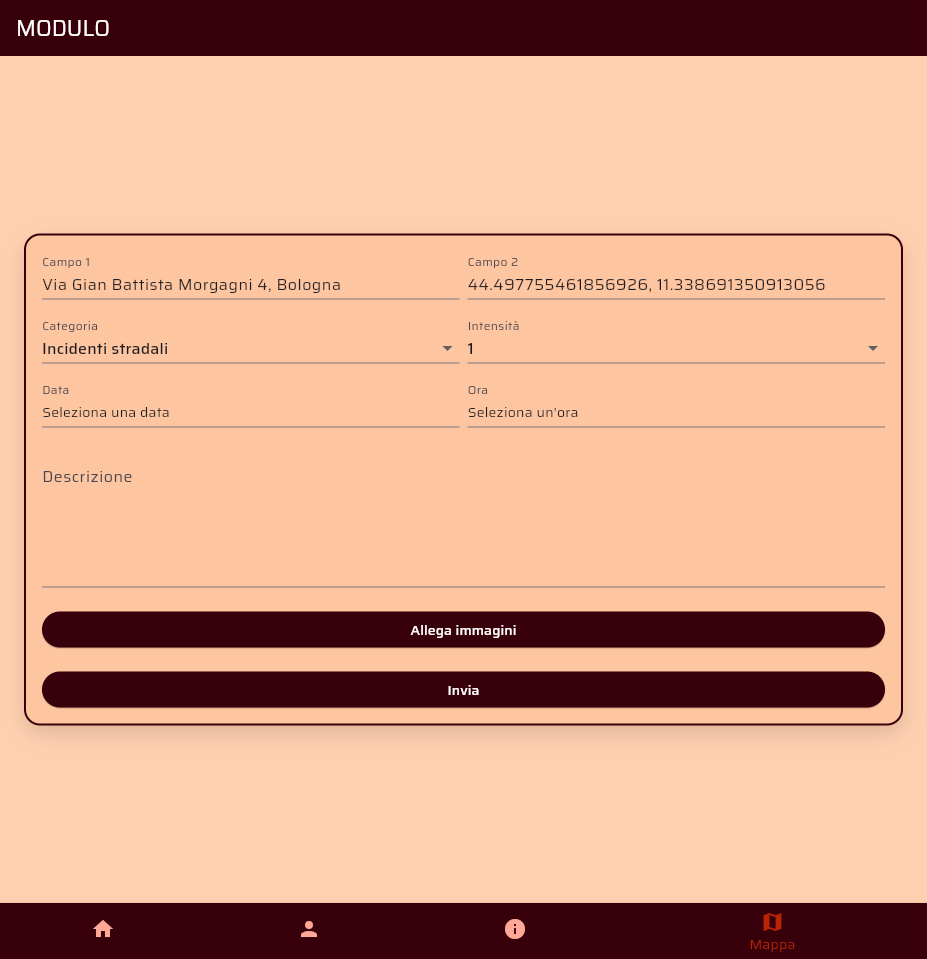 MODULO
Campo 1
Via Gian Battista Morgagni 4, Bologna
Campo 2
44.497755461856926, 11.338691350913056
Categoria
Incidenti stradali
Intensità
1
Data
Seleziona una data
Ora
Seleziona un'ora
Descrizione
Allega immagini
Invia
Mappa